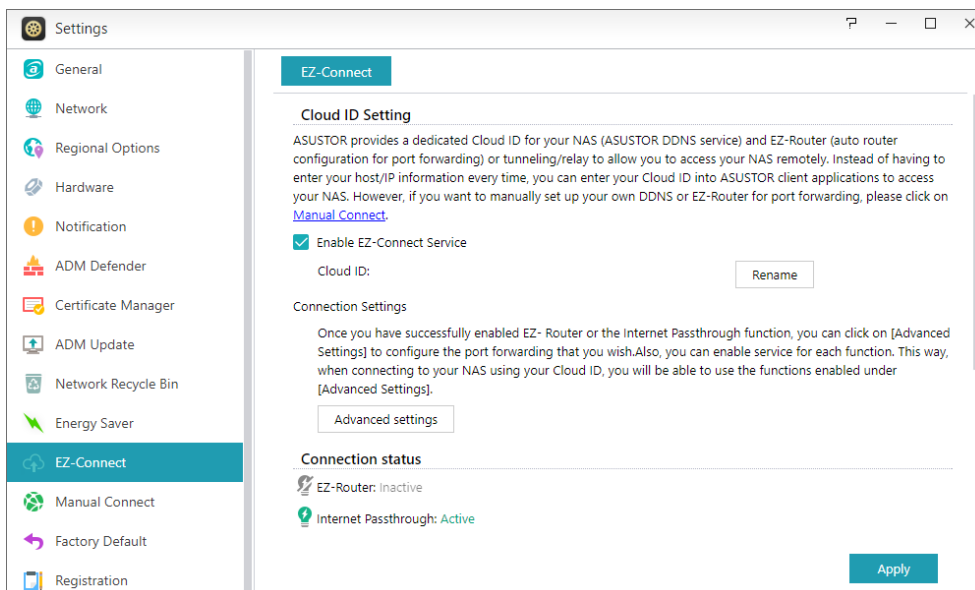 Settings
General
Network
Regional Options
Hardware
Notification
ADM Defender
Certificate Manager
ADM Update
Network Recycle Bin
Energy Saver
EZ-Connect
Manual Connect
Factory Default
Registration
EZ-Connect
Cloud ID Setting
ASUSTOR provides a dedicated Cloud ID for your NAS (ASUSTOR DDNS service) and EZ-Router (auto router
configuration for port forwarding) or tunneling/relay to allow you to access your NAS remotely. Instead of having to
enter your host/IP information every time, you can enter your Cloud ID into ASUSTOR client applications to access
your NAS. However, if you want to manually set up your own DDNS or EZ-Router for port forwarding, please click on
Manual Connect.
Enable EZ-Connect Service
Cloud ID:
Rename
Connection Settings
Once you have successfully enabled EZ- Router or the Internet Passthrough function, you can click on [Advanced
Settings] to configure the port forwarding that you wish.Also, you can enable service for each function. This way,
when connecting to your NAS using your Cloud ID, you will be able to use the functions enabled under
[Advanced Settings].
Advanced settings
Connection status
EZ-Router: Inactive
Internet Passthrough: Active
Apply